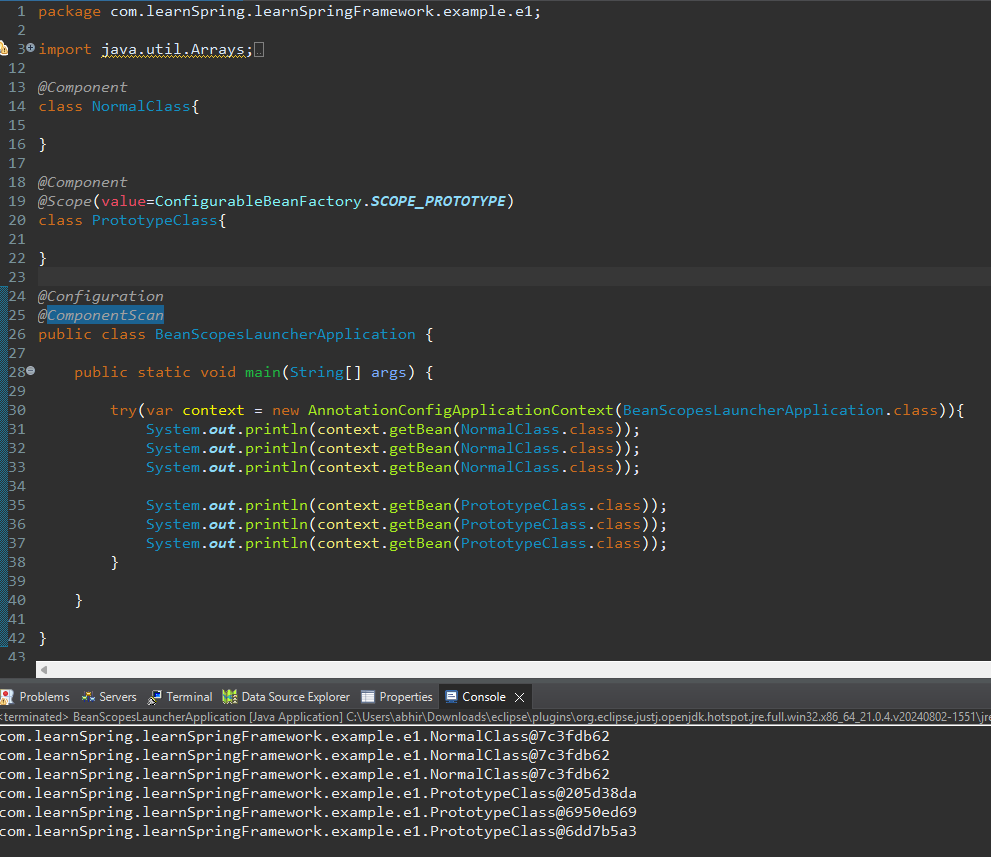 1 package com.learnSpring.learnSpringFramework.example.e1;
2
3 import java.util.Arrays;
12
13 @Component
14 class NormalClass{
15
16 }
17
18 @Component
19 @Scope(value=ConfigurableBeanFactory.SCOPE_PROTOTYPE)
20 class PrototypeClass{
21
22 }
23
24 @Configuration
25 @ComponentScan
26 public class BeanScopesLauncherApplication {
27
28 public static void main(String[] args) {
29
30 try(var context = new AnnotationConfigApplicationContext(BeanScopesLauncherApplication.class)){
31 System.out.println(context.getBean(NormalClass.class));
32 System.out.println(context.getBean(NormalClass.class));
33 System.out.println(context.getBean(NormalClass.class));
34
35 System.out.println(context.getBean(PrototypeClass.class));
36 System.out.println(context.getBean(PrototypeClass.class));
37 System.out.println(context.getBean(PrototypeClass.class));
38 }
39
40 }
41
42 }
43
Problems Servers Terminal Data Source Explorer Properties Console
<terminated> BeanScopesLauncherApplication [Java Application] C:\Users\abhir\Downloads\eclipse\plugins\org.eclipse.justj.openjdk.hotspot.jre.full.win32.x86_64_21.0.4.v20240802-1551\jre
com.learnSpring.learnSpringFramework.example.e1.NormalClass@7c3fdb62
com.learnSpring.learnSpringFramework.example.e1.NormalClass@7c3fdb62
com.learnSpring.learnSpringFramework.example.e1.NormalClass@7c3fdb62
com.learnSpring.learnSpringFramework.example.e1.PrototypeClass@205d38da
com.learnSpring.learnSpringFramework.example.e1.PrototypeClass@6950ed69
com.learnSpring.learnSpringFramework.example.e1.PrototypeClass@6dd7b5a3